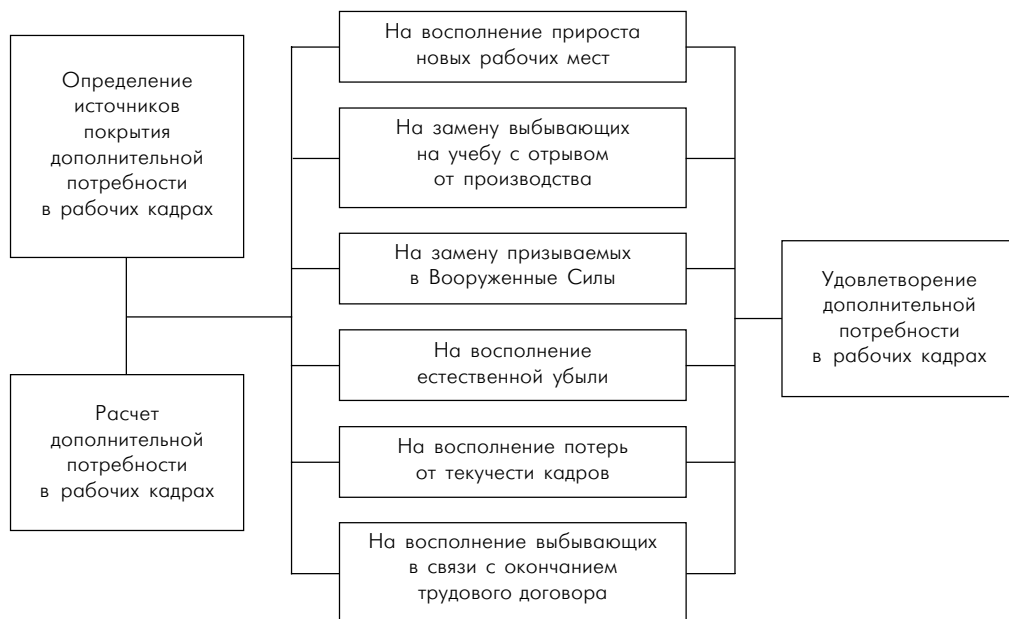 Определение
источников
покрытия
дополнительной
потребности
в рабочих кадрах
Расчет
дополнительной
потребности
в рабочих кадрах
На восполнение прироста
новых рабочих мест
На замену выбывающих
на учебу с отрывом
от производства
На замену призываемых
в Вооруженные Силы
На восполнение
естественной убыли
На восполнение потерь
от текучести кадров
На восполнение выбывающих
в связи с окончанием
трудового договора
Удовлетворение
дополнительной
потребности
в рабочих кадрах